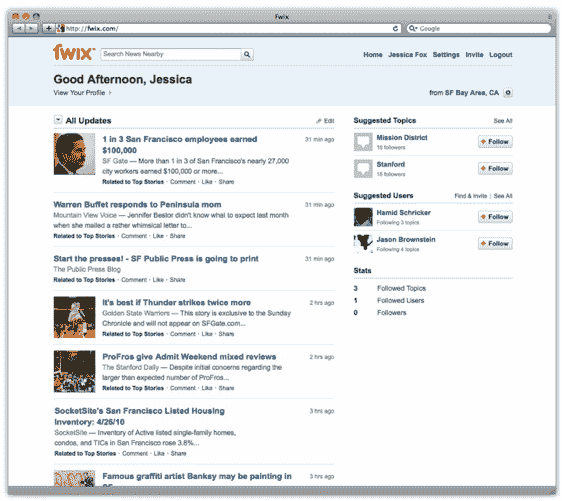 Fwix
http://fwix.com/
Google
fwix
Search News Nearby
Home Jessica Fox Settings Invite Logout
Good Afternoon, Jessica
View Your Profile
from SF Bay Area, CA
All Updates
Edit
1 in 3 San Francisco employees earned
$100,000
31 min ago
SF Gate — More than 1 in 3 of San Francisco's nearly 27,000
city workers earned $100,000 or more...
Related to Top Stories · Comment · Like · Share
Warren Buffet responds to Peninsula mom
31 min ago
Mountain View Voice — Jennifer Beslor didn't know what to expect last month
when she mailed a rather whimsical letter to...
Related to Top Stories · Comment · Like · Share
Start the presses! - SF Public Press is going to print
31 min ago
The Public Press Blog
Related to Top Stories · Comment · Like · Share
It's best if Thunder strikes twice more
2 hrs ago
Golden State Warriors — This story is exclusive to the Sunday
Chronicle and will not appear on SFGate.com...
Related to Top Stories · Comment · Like · Share
ProFros give Admit Weekend mixed reviews
2 hrs ago
The Stanford Daily — Despite initial concerns regarding the
larger than expected number of ProFros...
Related to Top Stories · Comment · Like · Share
SocketSite's San Francisco Listed Housing
Inventory: 4/26/10
3 hrs ago
SocketSite — Inventory of Active listed single-family homes,
condos, and TICs in San Francisco rose 3.8%...
Related to Top Stories · Comment · Like · Share
Famous graffiti artist Banksy may be painting in
3 hrs ago
Suggested Topics
See All
Mission District
10 followers
Follow
Stanford
15 followers
Follow
Suggested Users
Find & Invite | See All
Hamid Schricker
Following 3 topics
Follow
Jason Brownstein
Following 4 topics
Follow
Stats
3 Followed Topics
1 Followed Users
0 Followers